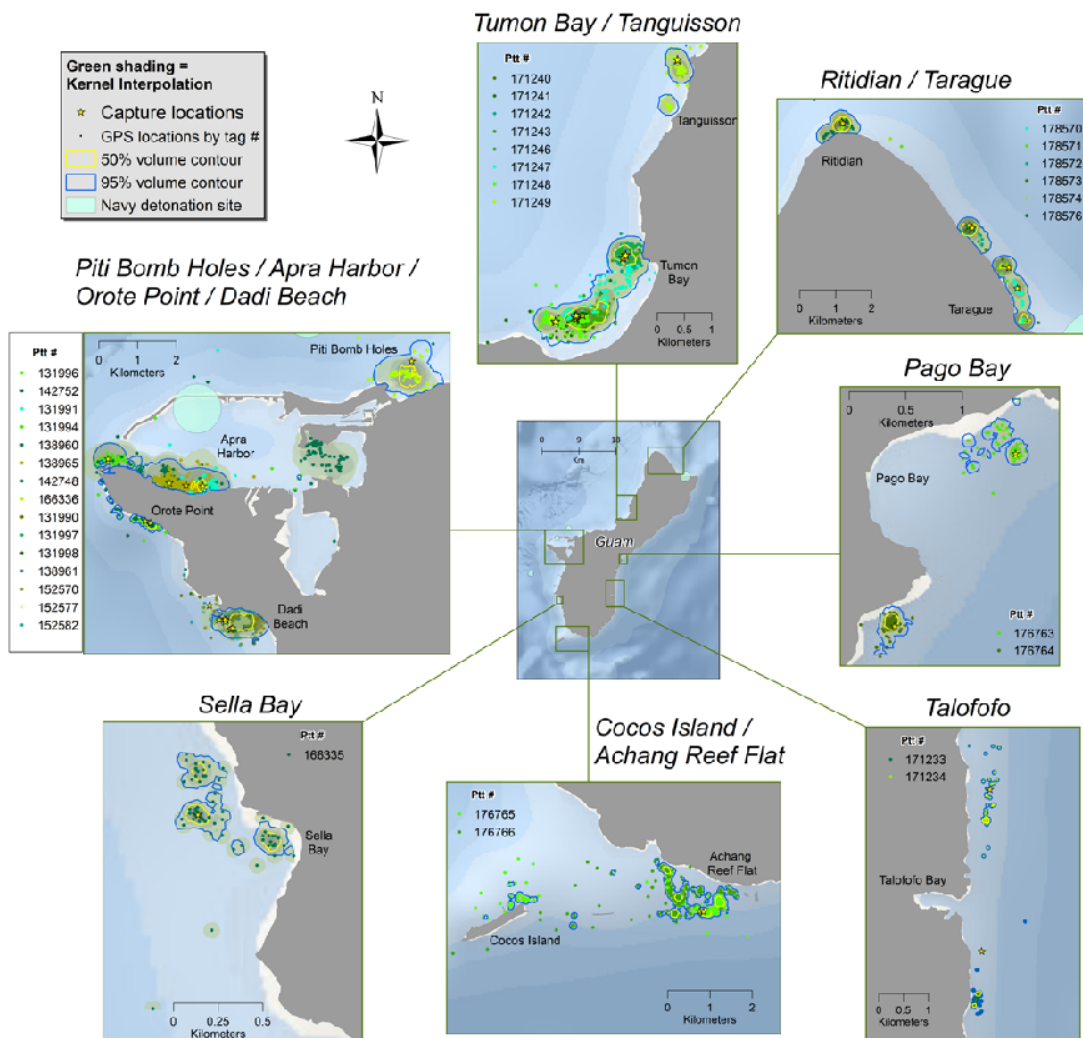 Tumon Bay / Tanguisson
Ptt #
171240
171241
171242
171243
171246
171247
171248
171249
Tanguisson
Tumon
Bay
0 0.5 1
Kilometers
Ritidian / Tarague
Ptt #
178570
178571
178572
178573
178574
178576
Ritidian
Tarague
0 1 2
Kilometers
Green shading =
Kernel Interpolation
Capture locations
GPS locations by tag #
50% volume contour
95% volume contour
Navy detonation site
N
Piti Bomb Holes / Apra Harbor /
Orote Point / Dadi Beach
Ptt #
131996
142752
131991
131994
142748
166336
131990
131997
131998
152570
152577
152582
0 1 2
Kilometers
Piti Bomb Holes
Apra
Harbor
Orote Point
Dadi
Beach
0 9
Km
Guam
Pago Bay
0 0.5 1
Kilometers
Pago Bay
Ptt #
176763
176764
Sella Bay
Ptt #
166335
Sella
Bay
0 0.25 0.5
Kilometers
Cocos Island /
Achang Reef Flat
Ptt #
176765
176766
Achang
Reef Flat
Cocos Island
0 1 2
Kilometers
Talofofo
Ptt #
171233
171234
Talofofo Bay
0 0.5 1
Kilometers